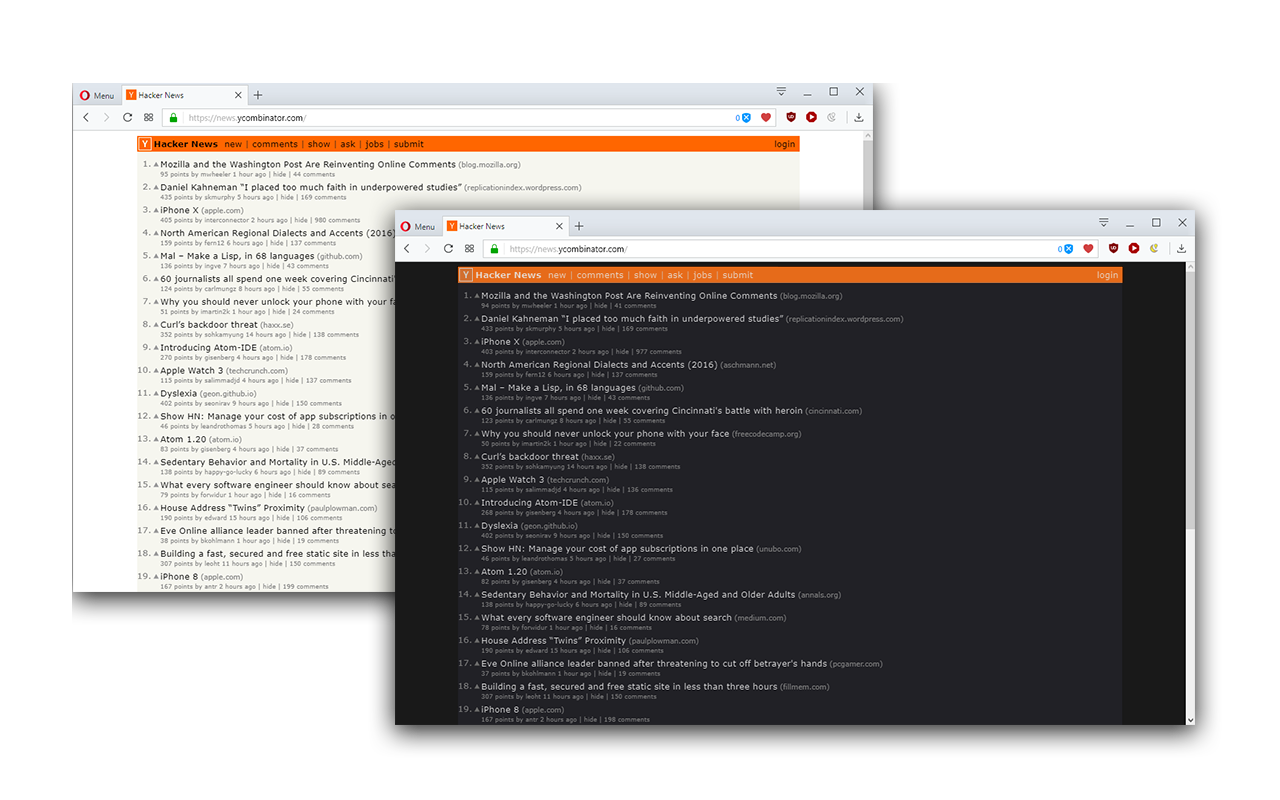 Menu
Hacker News
0
https://news.ycombinator.com/
Y Hacker News new | comments | show | ask | jobs | submit login
1. Mozilla and the Washington Post Are Reinventing Online Comments (blog.mozilla.org)
95 points by mwheeler 1 hour ago | hide | 44 comments
2. Daniel Kahneman “I placed too much faith in underpowered studies” (replicationindex.wordpress.com)
435 points by skmurphy 5 hours ago | hide | 169 comments
3. iPhone X (apple.com)
405 points by interconnector 2 hours ago | hide | 980 comments
4. North American Regional Dialects and Accents (2016)
159 points by fern12 6 hours ago | hide | 137 comments
5. Mal – Make a Lisp, in 68 languages (github.com)
136 points by ingve 7 hours ago | hide | 43 comments
6. 60 journalists all spend one week covering Cincinnati'
124 points by carlmungz 8 hours ago | hide | 55 comments
7. Why you should never unlock your phone with your fa
51 points by imartin2k 1 hour ago | hide | 24 comments
8. Curl's backdoor threat (haxx.se)
352 points by sohkamyung 14 hours ago | hide | 138 comments
9. Introducing Atom-IDE (atom.io)
270 points by gisenberg 4 hours ago | hide | 178 comments
10. Apple Watch 3 (techcrunch.com)
115 points by salimmadjd 4 hours ago | hide | 137 comments
11. Dyslexia (geon.github.io)
402 points by seonirav 9 hours ago | hide | 150 comments
12. Show HN: Manage your cost of app subscriptions in o
46 points by leandrothomas 5 hours ago | hide | 28 comments
13. Atom 1.20 (atom.io)
83 points by gisenberg 4 hours ago | hide | 37 comments
14. Sedentary Behavior and Mortality in U.S. Middle-Aged
138 points by happy-go-lucky 6 hours ago | hide | 89 comments
15. What every software engineer should know about sea
79 points by forwidur 1 hour ago | hide | 16 comments
16. House Address “Twins” Proximity (paulplowman.com)
190 points by edward 15 hours ago | hide | 106 comments
17. Eve Online alliance leader banned after threatening to
38 points by bkohlmann 1 hour ago | hide | 19 comments
18. Building a fast, secured and free static site in less tha
307 points by leoht 11 hours ago | hide | 150 comments
19. iPhone 8 (apple.com)
167 points by antr 2 hours ago | hide | 199 comments
Menu
Hacker News
https://news.ycombinator.com/
0
Y Hacker News new | comments | show | ask | jobs | submit login
1. Mozilla and the Washington Post Are Reinventing Online Comments (blog.mozilla.org)
94 points by mwheeler 1 hour ago | hide | 41 comments
2. Daniel Kahneman “I placed too much faith in underpowered studies” (replicationindex.wordpress.com)
433 points by skmurphy 5 hours ago | hide | 169 comments
3. iPhone X (apple.com)
403 points by interconnector 2 hours ago | hide | 977 comments
4. North American Regional Dialects and Accents (2016) (aschmann.net)
159 points by fern12 6 hours ago | hide | 137 comments
5. Mal – Make a Lisp, in 68 languages (github.com)
136 points by ingve 7 hours ago | hide | 43 comments
6. 60 journalists all spend one week covering Cincinnati's battle with heroin (cincinnati.com)
123 points by carlmungz 8 hours ago | hide | 55 comments
7. Why you should never unlock your phone with your face (freecodecamp.org)
50 points by imartin2k 1 hour ago | hide | 22 comments
8. Curl's backdoor threat (haxx.se)
352 points by sohkamyung 14 hours ago | hide | 138 comments
9. Apple Watch 3 (techcrunch.com)
115 points by salimmadjd 4 hours ago | hide | 136 comments
10. Introducing Atom-IDE (atom.io)
268 points by gisenberg 4 hours ago | hide | 178 comments
11. Dyslexia (geon.github.io)
402 points by seonirav 9 hours ago | hide | 150 comments
12. Show HN: Manage your cost of app subscriptions in one place (unubo.com)
46 points by leandrothomas 5 hours ago | hide | 27 comments
13. Atom 1.20 (atom.io)
82 points by gisenberg 4 hours ago | hide | 37 comments
14. Sedentary Behavior and Mortality in U.S. Middle-Aged and Older Adults (annals.org)
138 points by happy-go-lucky 6 hours ago | hide | 89 comments
15. What every software engineer should know about search (medium.com)
78 points by forwidur 1 hour ago | hide | 16 comments
16. House Address “Twins” Proximity (paulplowman.com)
190 points by edward 15 hours ago | hide | 106 comments
17. Eve Online alliance leader banned after threatening to cut off betrayer's hands (pcgamer.com)
37 points by bkohlmann 1 hour ago | hide | 19 comments
18. Building a fast, secured and free static site in less than three hours (fillmem.com)
307 points by leoht 11 hours ago | hide | 150 comments
19. iPhone 8 (apple.com)
167 points by antr 2 hours ago | hide | 198 comments